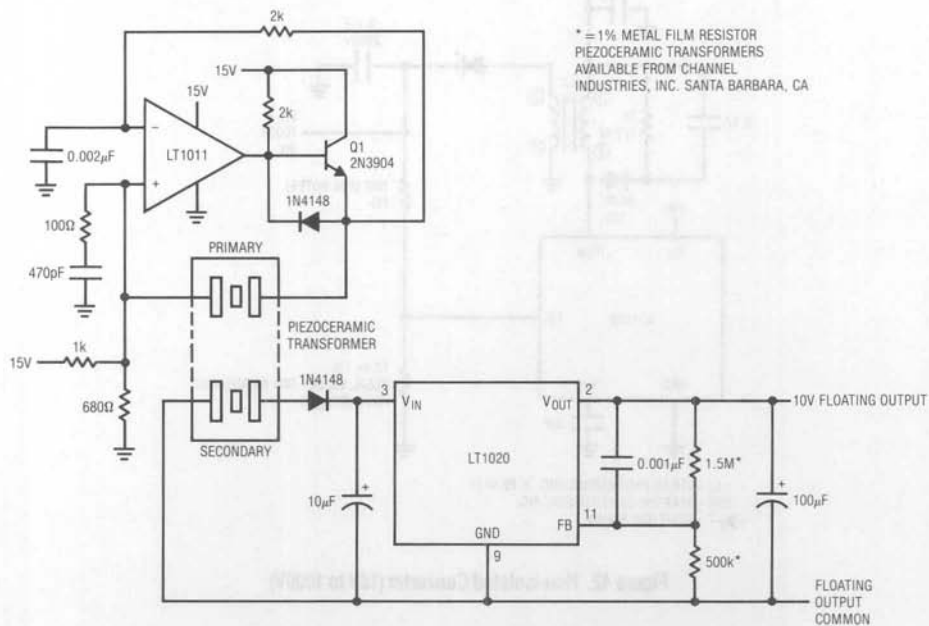 2k
* = 1% METAL FILM RESISTOR
PIEZOCERAMIC TRANSFORMERS
AVAILABLE FROM CHANNEL
INDUSTRIES, INC. SANTA BARBARA, CA
15V
15V
2k
Q1
2N3904
−
LT1011
+
0.002μF
1N4148
100Ω
470pF
PRIMARY
PIEZOCERAMIC
TRANSFORMER
15V
1k
680Ω
SECONDARY
1N4148
3
VIN
VOUT
2
10V FLOATING OUTPUT
LT1020
+
10μF
0.001μF
1.5M*
+
100μF
FB
11
GND
9
500k*
FLOATING
OUTPUT
COMMON